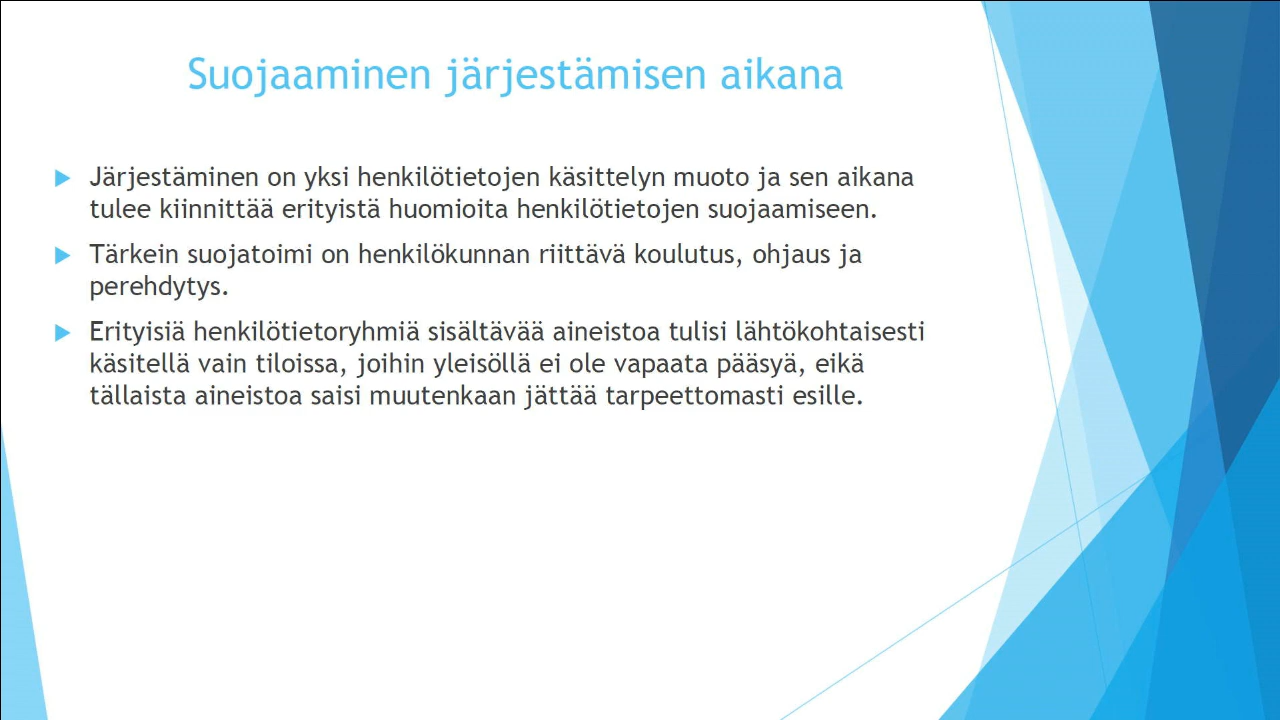 Suojaaminen järjestämisen aikana
Järjestäminen on yksi henkilötietojen käsittelyn muoto ja sen aikana
tulee kiinnittää erityistä huomioita henkilötietojen suojaamiseen.
Tärkein suojatoimi on henkilökunnan riittävä koulutus, ohjaus ja
perehdytys.
Erityisiä henkilötietoryhmiä sisältävää aineistoa tulisi lähtökohtaisesti
käsitellä vain tiloissa, joihin yleisöllä ei ole vapaata pääsyä, eikä
tällaista aineistoa saisi muutenkaan jättää tarpeettomasti esille.